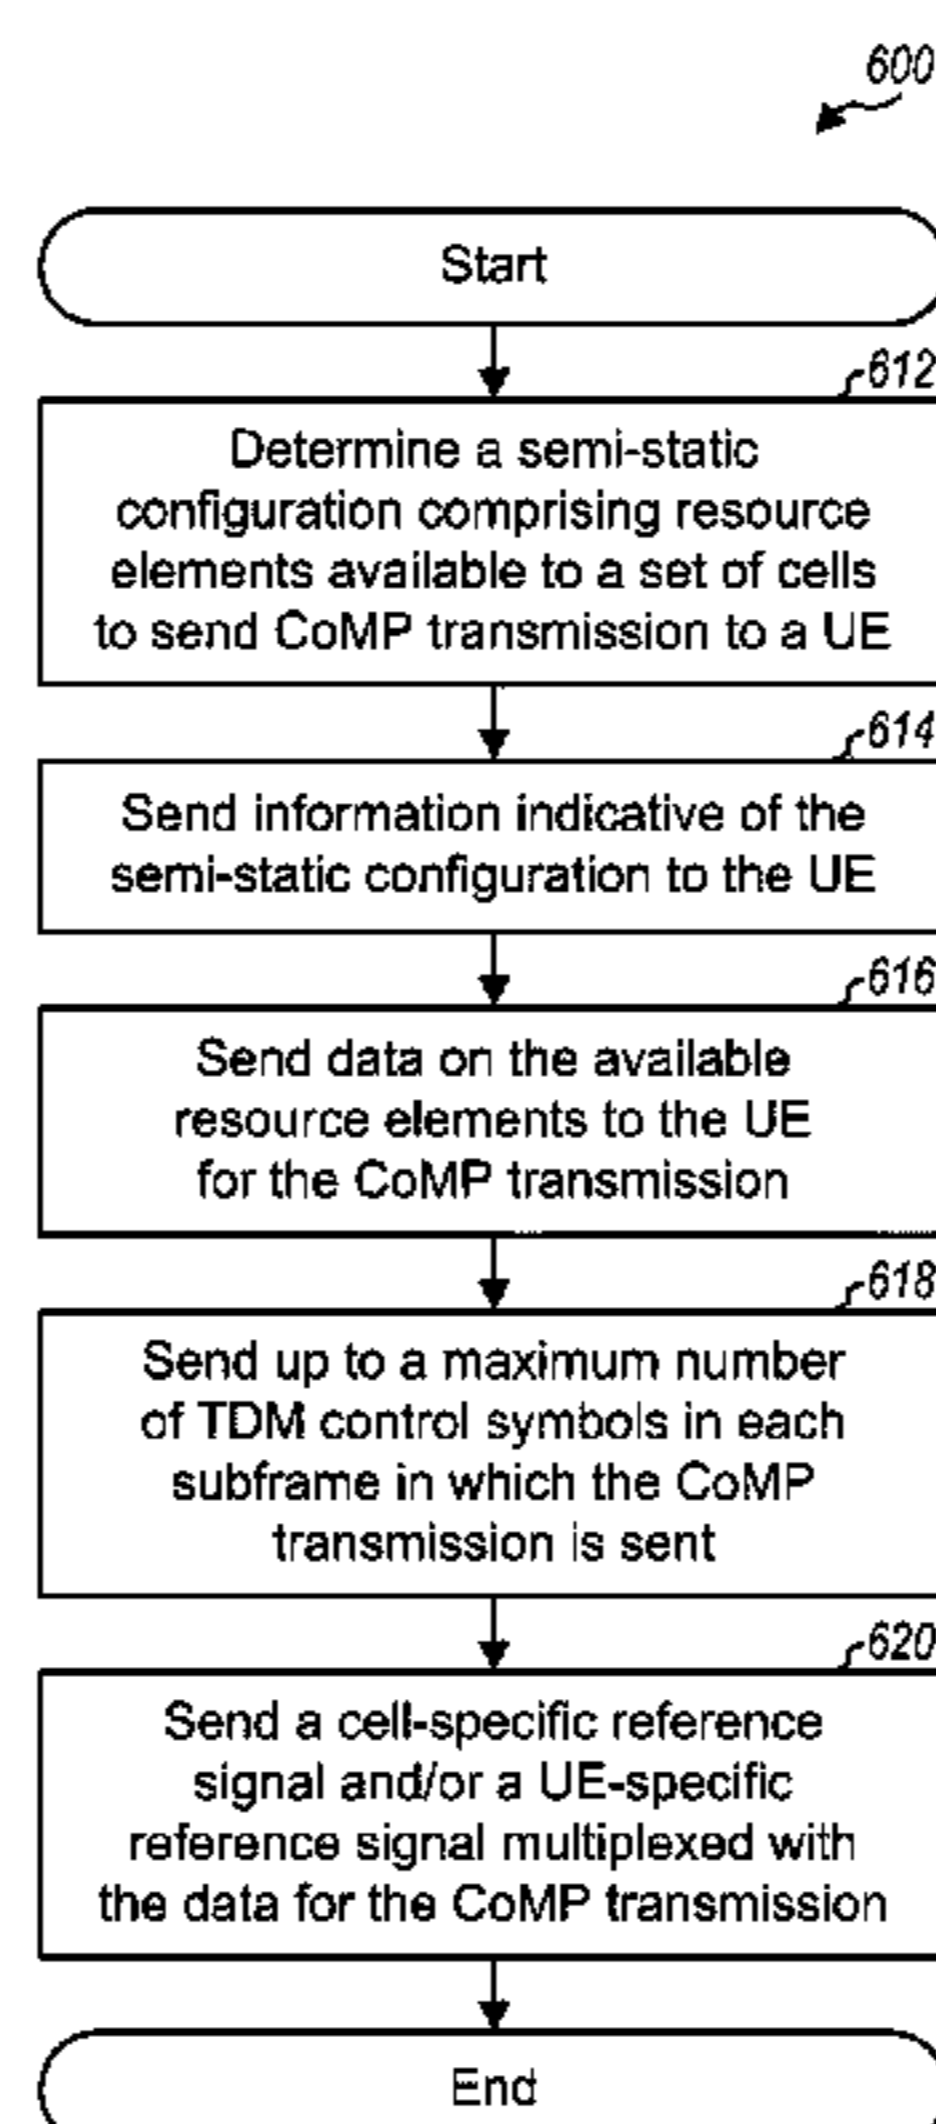 600
Start
612
Determine a semi-static
configuration comprising resource
elements available to a set of cells
to send CoMP transmission to a UE
614
Send information indicative of the
semi-static configuration to the UE
616
Send data on the available
resource elements to the UE
for the CoMP transmission
618
Send up to a maximum number
of TDM control symbols in each
subframe in which the CoMP
transmission is sent
620
Send a cell-specific reference
signal and/or a UE-specific
reference signal multiplexed with
the data for the CoMP transmission
End